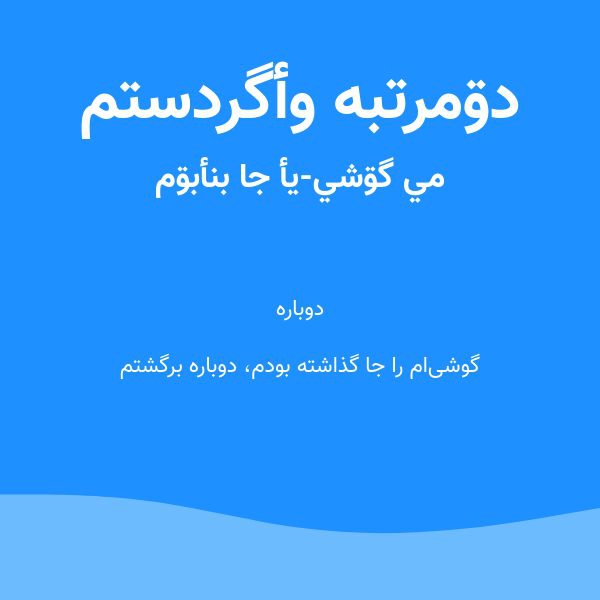 دۊمرتبه وأگردستم
مي گۊشي-يأ جا بنأبۊم
دوباره
گوشی‌ام را جا گذاشته بودم، دوباره برگشتم